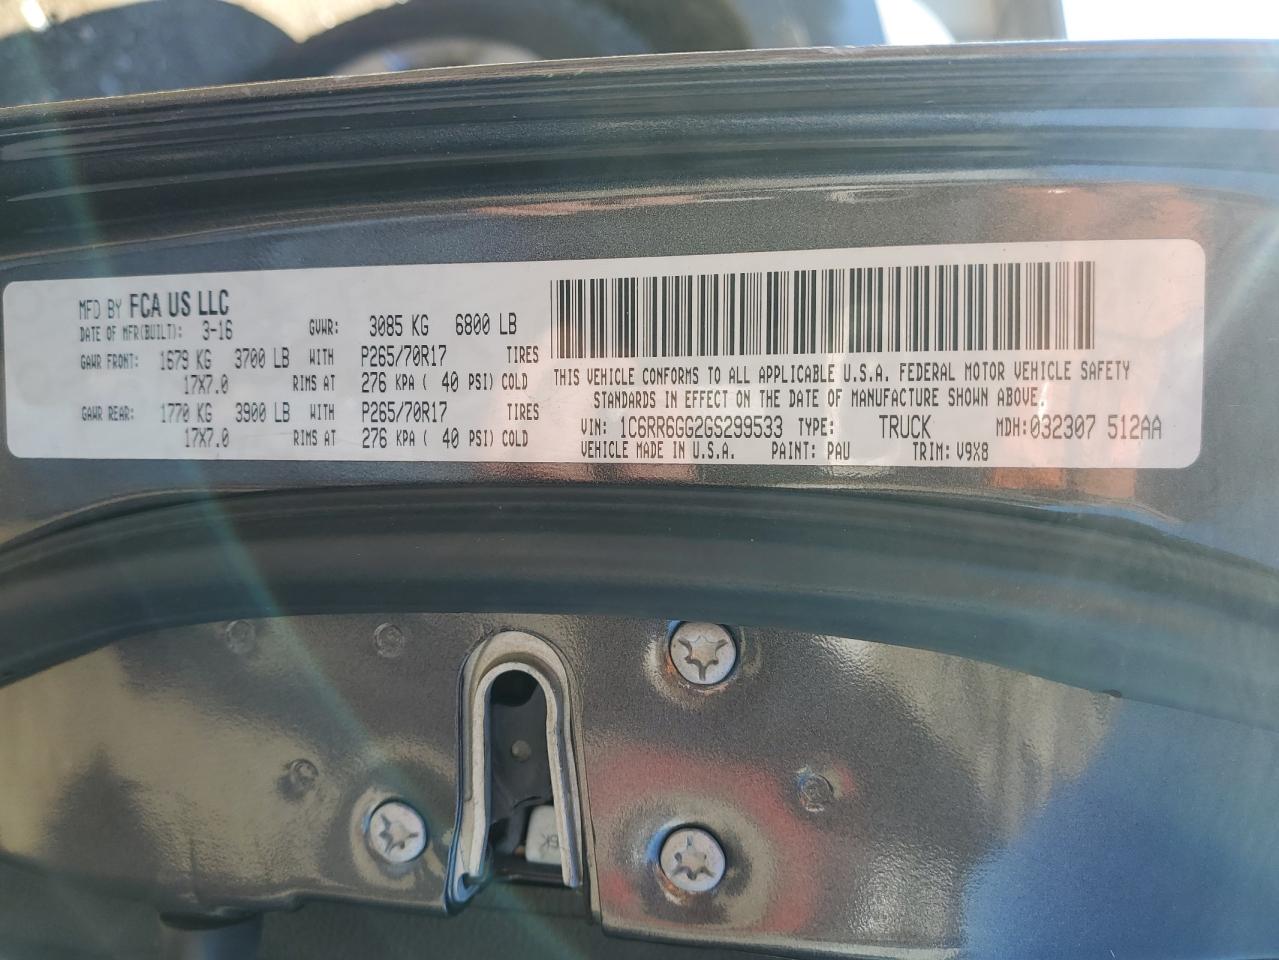 MFD BY FCA US LLC
DATE OF MFR(BUILT): 3-16 GVWR: 3085 KG 6800 LB
GAWR FRONT: 1679 KG 3700 LB WITH P265/70R17 TIRES
17X7.0 RIMS AT 276 KPA ( 40 PSI) COLD
GAWR REAR: 1770 KG 3900 LB WITH P265/70R17 TIRES
17X7.0 RIMS AT 276 KPA ( 40 PSI) COLD
THIS VEHICLE CONFORMS TO ALL APPLICABLE U.S.A. FEDERAL MOTOR VEHICLE SAFETY
STANDARDS IN EFFECT ON THE DATE OF MANUFACTURE SHOWN ABOVE.
VIN: 1C6RR6GG2GS299533 TYPE: TRUCK MDH:032307 512AA
VEHICLE MADE IN U.S.A. PAINT: PAU TRIM: V9X8